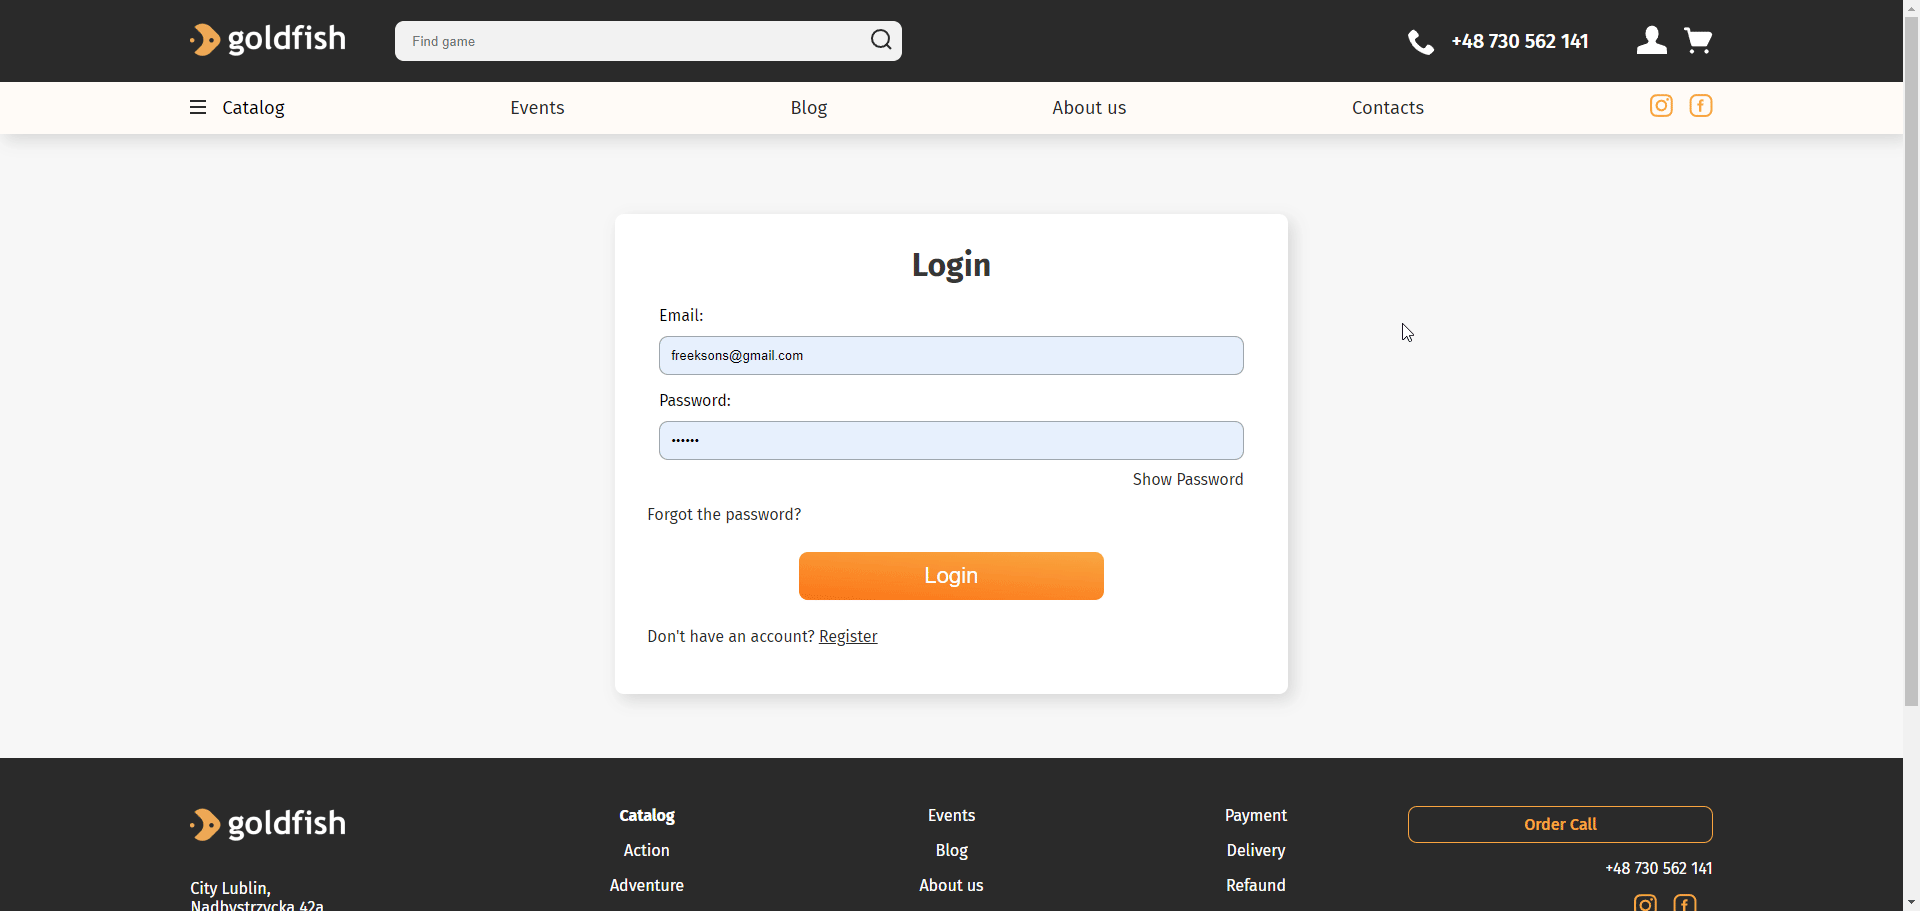 goldfish
Find game
+48 730 562 141
Catalog
Events
Blog
About us
Contacts
Login
Email:
freeksons@gmail.com
Password:
••••••
Show Password
Forgot the password?
Login
Don't have an account? Register
goldfish
City Lublin,
Nadbystrzycka 42a
Catalog
Action
Adventure
Events
Blog
About us
Payment
Delivery
Refaund
Order Call
+48 730 562 141